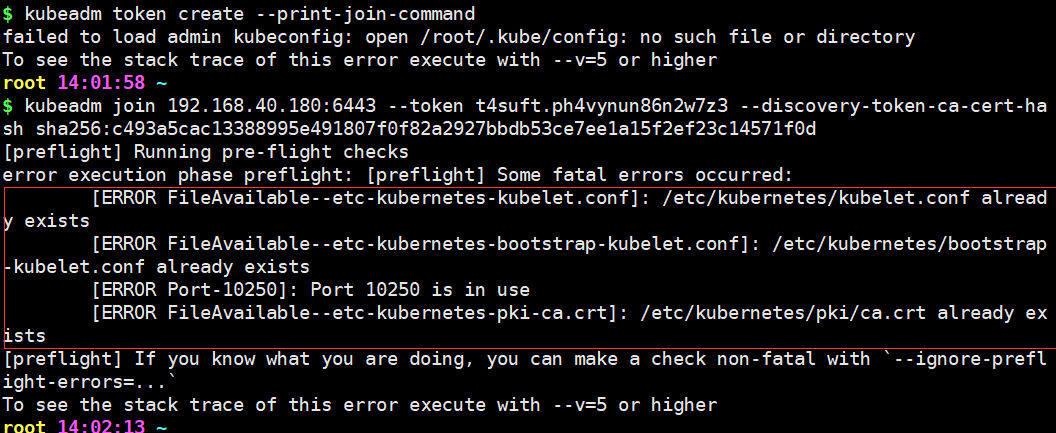 $ kubeadm token create --print-join-command
failed to load admin kubeconfig: open /root/.kube/config: no such file or directory
To see the stack trace of this error execute with --v=5 or higher
root 14:01:58 ~
$ kubeadm join 192.168.40.180:6443 --token t4suft.ph4vynun86n2w7z3 --discovery-token-ca-cert-ha
sh sha256:c493a5cac13388995e491807f0f82a2927bbdb53ce7ee1a15f2ef23c14571f0d
[preflight] Running pre-flight checks
error execution phase preflight: [preflight] Some fatal errors occurred:
        [ERROR FileAvailable--etc-kubernetes-kubelet.conf]: /etc/kubernetes/kubelet.conf alread
y exists
        [ERROR FileAvailable--etc-kubernetes-bootstrap-kubelet.conf]: /etc/kubernetes/bootstrap
-kubelet.conf already exists
        [ERROR Port-10250]: Port 10250 is in use
        [ERROR FileAvailable--etc-kubernetes-pki-ca.crt]: /etc/kubernetes/pki/ca.crt already ex
ists
[preflight] If you know what you are doing, you can make a check non-fatal with `--ignore-prefl
ight-errors=...`
To see the stack trace of this error execute with --v=5 or higher
root 14:02:13 ~